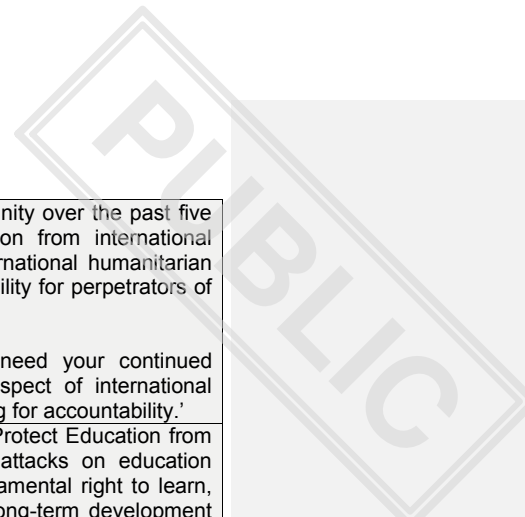 nity over the past five
on from international
rnational humanitarian
ility for perpetrators of
need your continued
spect of international
g for accountability.’
Protect Education from
attacks on education
amental right to learn,
ong-term development
PUBLIC